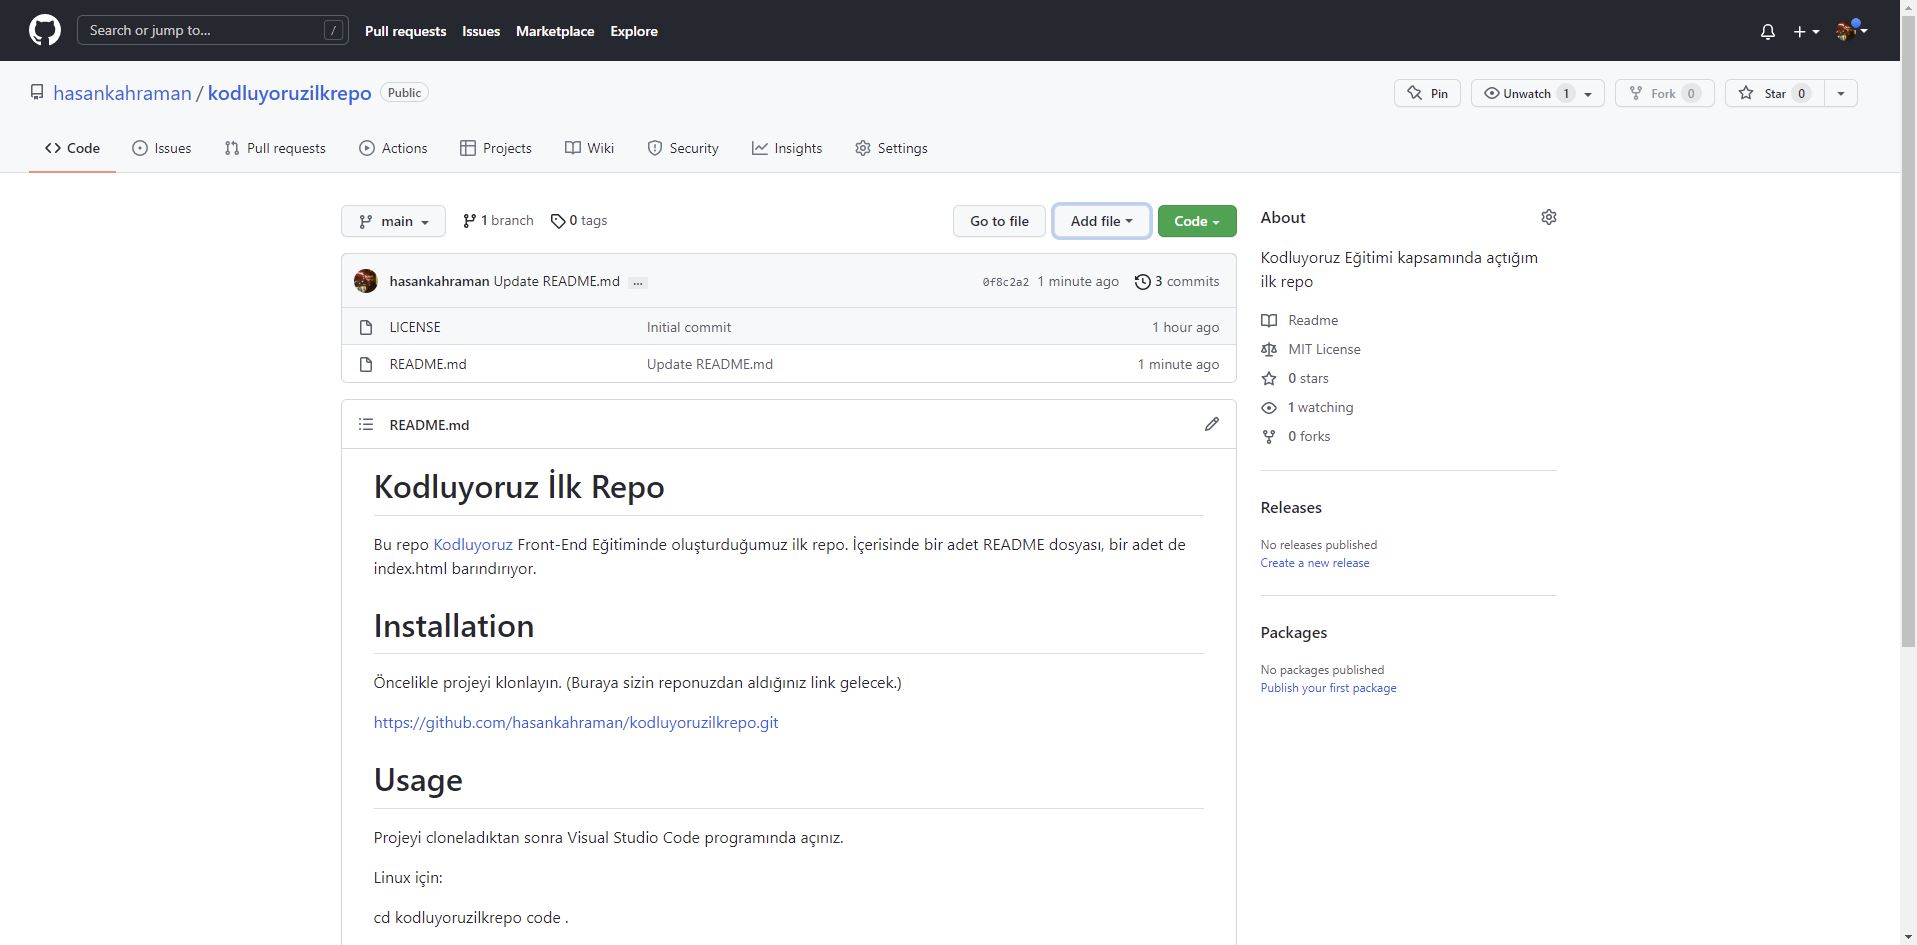 Search or jump to... / Pull requests Issues Marketplace Explore
hasankahraman / kodluyoruzilkrepo Public
Pin Unwatch 1 Fork 0 Star 0
Code Issues Pull requests Actions Projects Wiki Security Insights Settings
main 1 branch 0 tags Go to file Add file Code
hasankahraman Update README.md ... 0f8c2a2 1 minute ago 3 commits
LICENSE Initial commit 1 hour ago
README.md Update README.md 1 minute ago
README.md
Kodluyoruz İlk Repo
Bu repo Kodluyoruz Front-End Eğitiminde oluşturduğumuz ilk repo. İçerisinde bir adet README dosyası, bir adet de
index.html barındırıyor.
Installation
Öncelikle projeyi klonlayın. (Buraya sizin reponuzdan aldığınız link gelecek.)
https://github.com/hasankahraman/kodluyoruzilkrepo.git
Usage
Projeyi cloneladıktan sonra Visual Studio Code programında açınız.
Linux için:
cd kodluyoruzilkrepo code .
About
Kodluyoruz Eğitimi kapsamında açtığım
ilk repo
Readme
MIT License
0 stars
1 watching
0 forks
Releases
No releases published
Create a new release
Packages
No packages published
Publish your first package